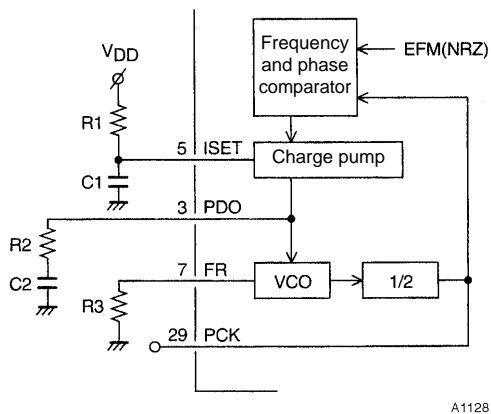 Frequency
and phase
comparator
EFM(NRZ)
VDD
R1
5 ISET
Charge pump
C1
3 PDO
R2
C2
7 FR
VCO
1/2
R3
29 PCK
A1128